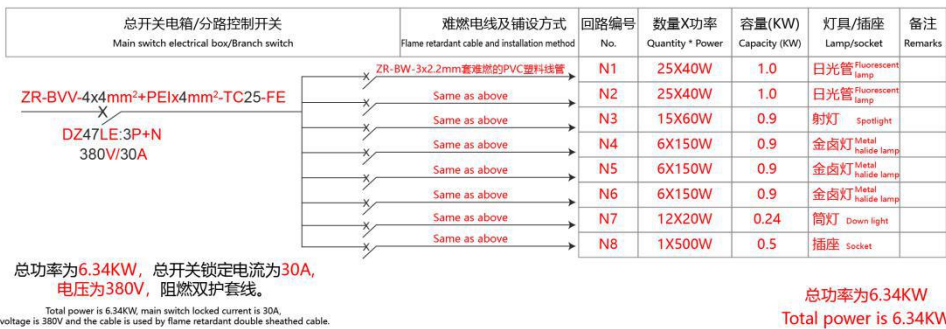 总开关电箱/分路控制开关 难燃电线及铺设方式 回路编号 数量X功率 容量(KW) 灯具/插座 备注
Main switch electrical box/Branch switch Flame retardant cable and installation method No. Quantity * Power Capacity (KW) Lamp/socket Remarks
ZR-BW-3x2.2mm套难燃的PVC塑料线管 N1 25X40W 1.0 日光管 Fluorescent lamp
Same as above N2 25X40W 1.0 日光管 Fluorescent lamp
Same as above N3 15X60W 0.9 射灯 Spotlight
Same as above N4 6X150W 0.9 金卤灯 Metal halide lamp
Same as above N5 6X150W 0.9 金卤灯 Metal halide lamp
Same as above N6 6X150W 0.9 金卤灯 Metal halide lamp
Same as above N7 12X20W 0.24 筒灯 Down light
Same as above N8 1X500W 0.5 插座 Socket
ZR-BVV-4x4mm²+PEIx4mm²-TC25-FE
DZ47LE:3P+N
380V/30A
总功率为6.34KW，总开关锁定电流为30A,
电压为380V，阻燃双护套线。
Total power is 6.34KW, main switch locked current is 30A,
voltage is 380V and the cable is used by flame retardant double sheathed cable.
总功率为6.34KW
Total power is 6.34KW